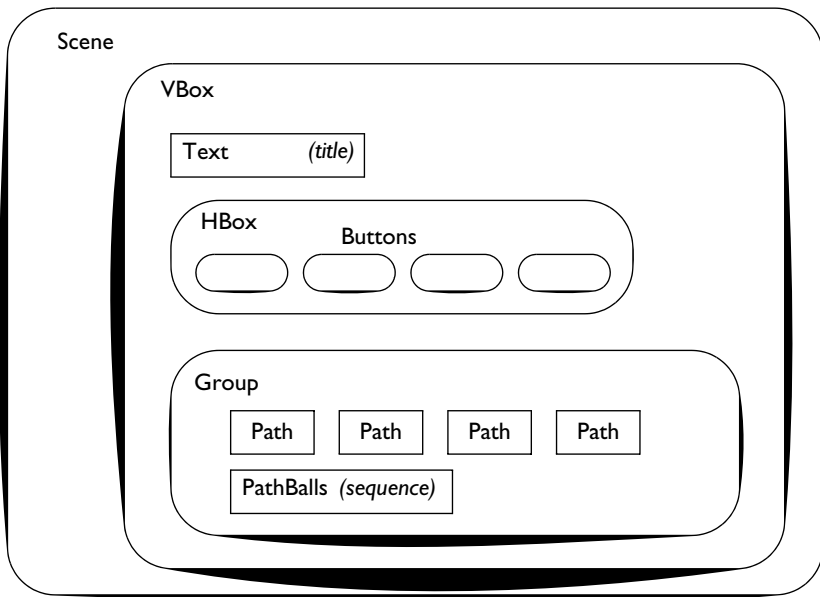 Scene
VBox
Text (title)
HBox
Buttons
Group
Path Path Path Path
PathBalls (sequence)